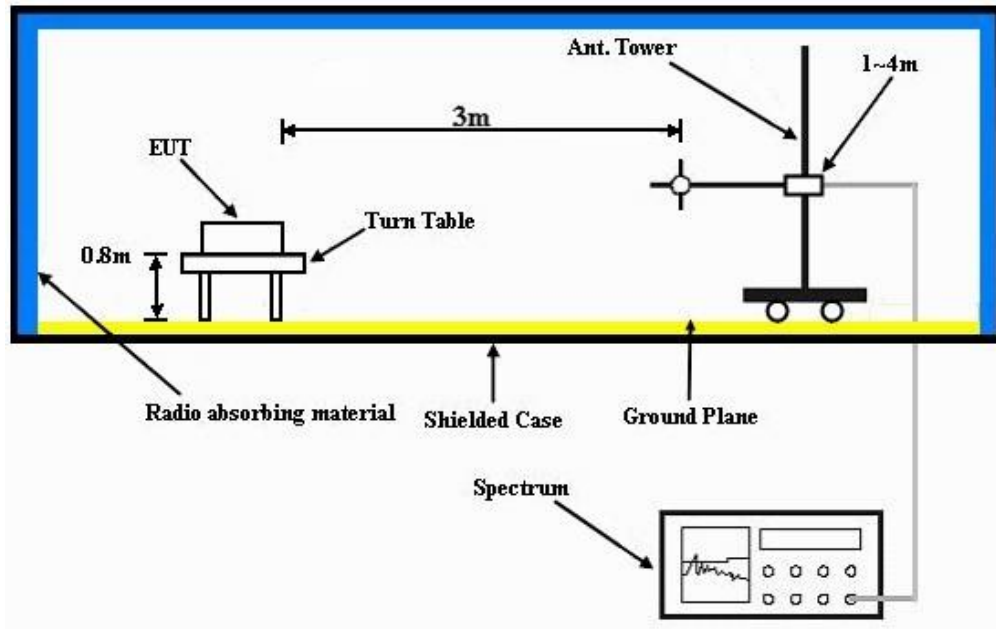 Ant. Tower
1~4m
3m
EUT
Turn Table
0.8m
Radio absorbing material
Shielded Case
Ground Plane
Spectrum